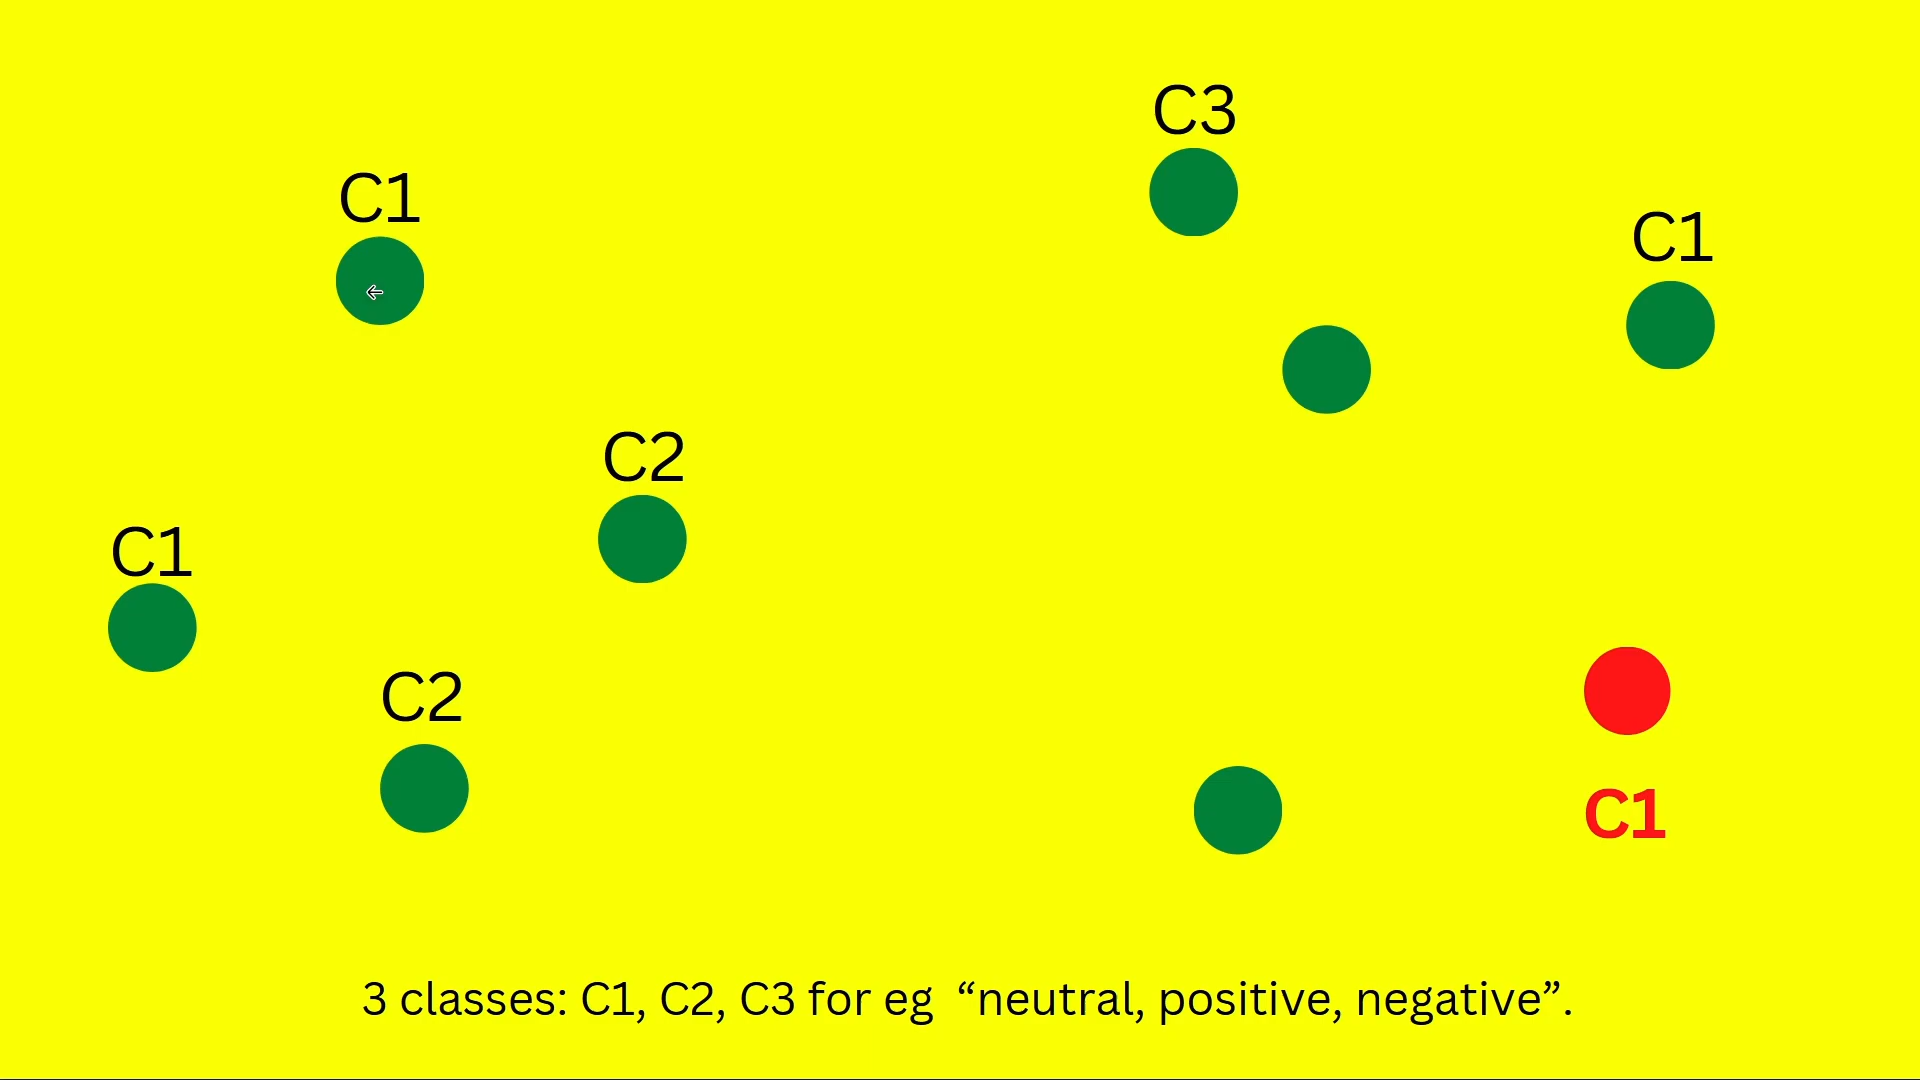 C3
C1
C1
C2
C1
C2
C1
3 classes: C1, C2, C3 for eg “neutral, positive, negative”.